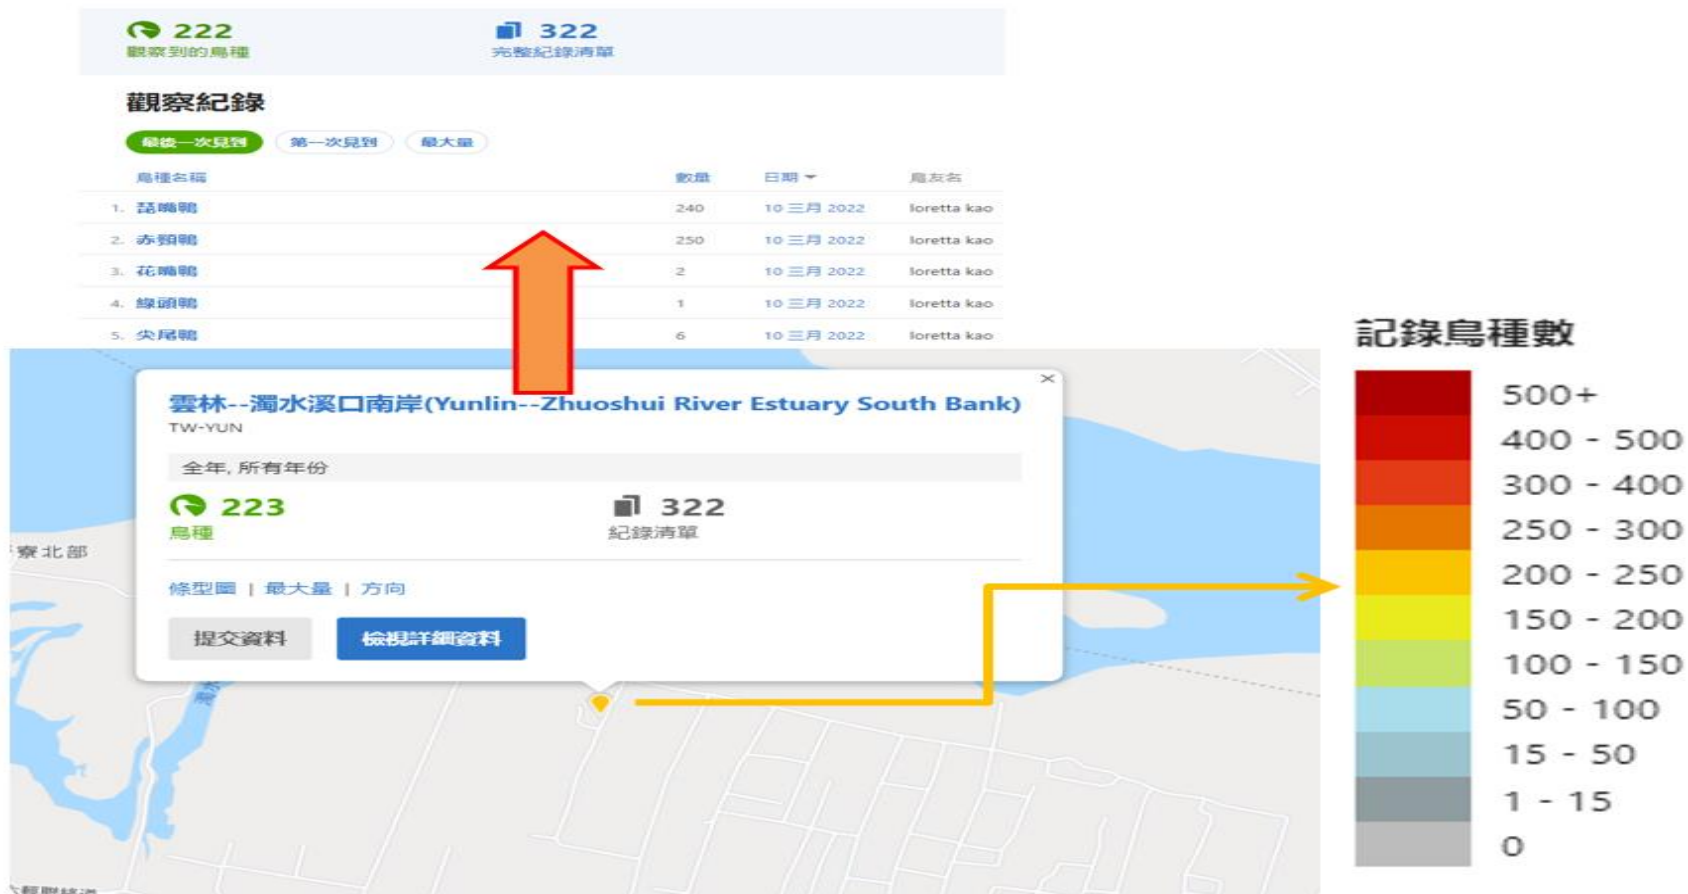 222
觀察到的鳥種
322
完整紀錄清單
觀察紀錄
最後一次見到 第一次見到 最大量
鳥種名稱 數量 日期 鳥友名
1. 琵嘴鴨 240 10 三月 2022 loretta kao
2. 赤頸鴨 250 10 三月 2022 loretta kao
3. 花嘴鴨 2 10 三月 2022 loretta kao
4. 綠頭鴨 1 10 三月 2022 loretta kao
5. 尖尾鴨 6 10 三月 2022 loretta kao
雲林--濁水溪口南岸(Yunlin--Zhuoshui River Estuary South Bank)
TW-YUN
全年, 所有年份
223
鳥種
322
紀錄清單
條型圖 | 最大量 | 方向
提交資料 檢視詳細資料
寮北部
濁水
記錄鳥種數
500+
400 - 500
300 - 400
250 - 300
200 - 250
150 - 200
100 - 150
50 - 100
15 - 50
1 - 15
0